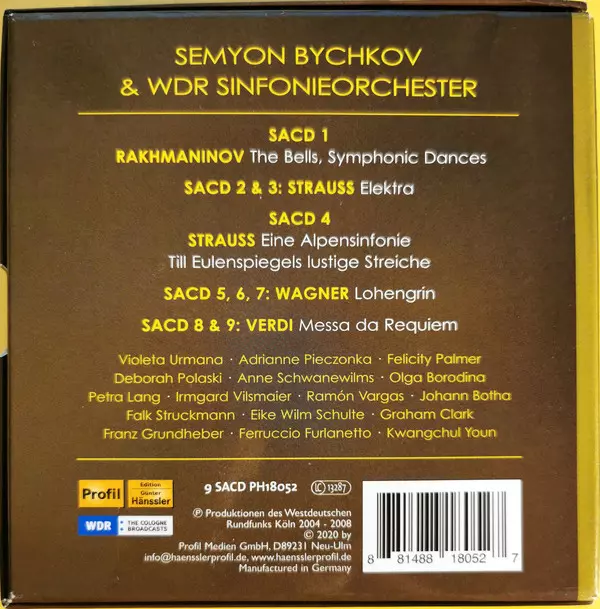 SEMYON BYCHKOV
& WDR SINFONIEORCHESTER
SACD 1
RAKHMANINOV The Bells, Symphonic Dances
SACD 2 & 3: STRAUSS Elektra
SACD 4
STRAUSS Eine Alpensinfonie
Till Eulenspiegels lustige Streiche
SACD 5, 6, 7: WAGNER Lohengrin
SACD 8 & 9: VERDI Messa da Requiem
Violeta Urmana · Adrianne Pieczonka · Felicity Palmer
Deborah Polaski · Anne Schwanewilms · Olga Borodina
Petra Lang · Irmgard Vilsmaier · Ramón Vargas · Johann Botha
Falk Struckmann · Eike Wilm Schulte · Graham Clark
Franz Grundheber · Ferruccio Furlanetto · Kwangchul Youn
Profil
Edition
Günter
Hänssler
WDR
THE COLOGNE
BROADCASTS
9 SACD PH18052 LC 13287
℗ Produktionen des Westdeutschen
Rundfunks Köln 2004 - 2008
© 2020 by
Profil Medien GmbH, D89231 Neu-Ulm
info@haensslerprofil.de, www.haensslerprofil.de
Manufactured in Germany
8 81488 18052 7